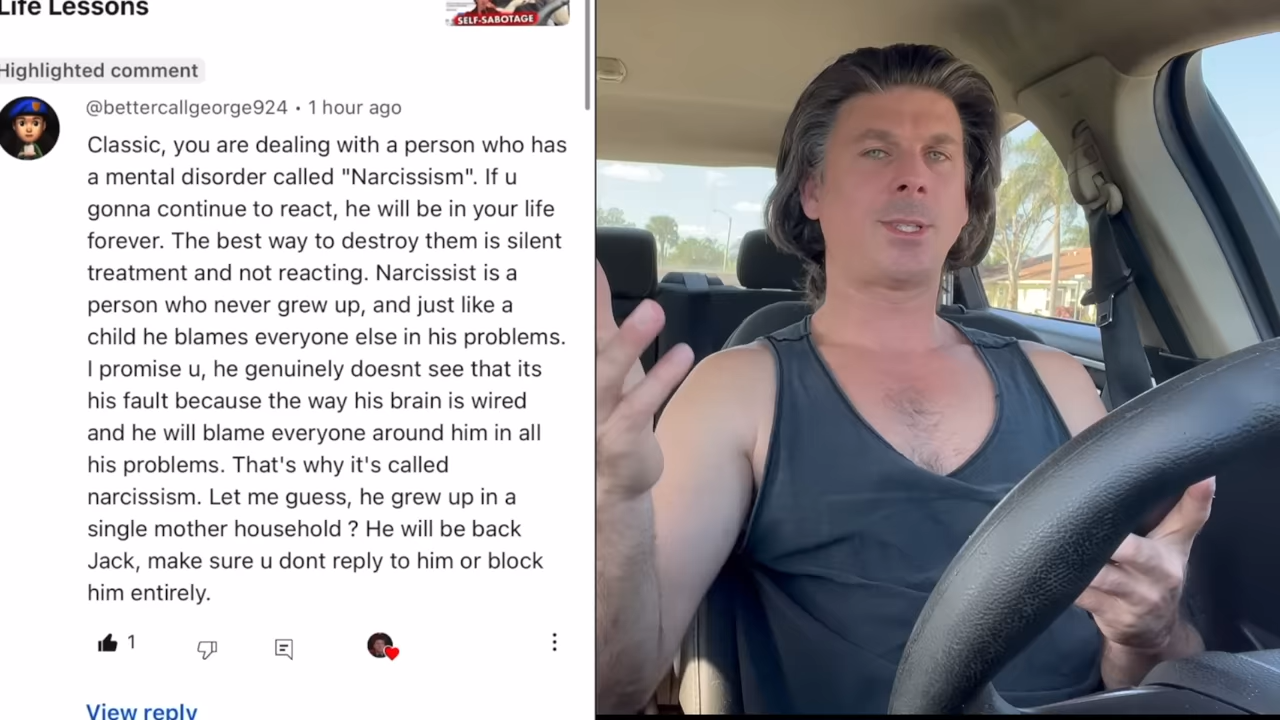 Life Lessons
SELF-SABOTAGE
Highlighted comment
@bettercallgeorge924 • 1 hour ago
Classic, you are dealing with a person who has
a mental disorder called "Narcissism". If u
gonna continue to react, he will be in your life
forever. The best way to destroy them is silent
treatment and not reacting. Narcissist is a
person who never grew up, and just like a
child he blames everyone else in his problems.
I promise u, he genuinely doesnt see that its
his fault because the way his brain is wired
and he will blame everyone around him in all
his problems. That's why it's called
narcissism. Let me guess, he grew up in a
single mother household ? He will be back
Jack, make sure u dont reply to him or block
him entirely.
1
View reply